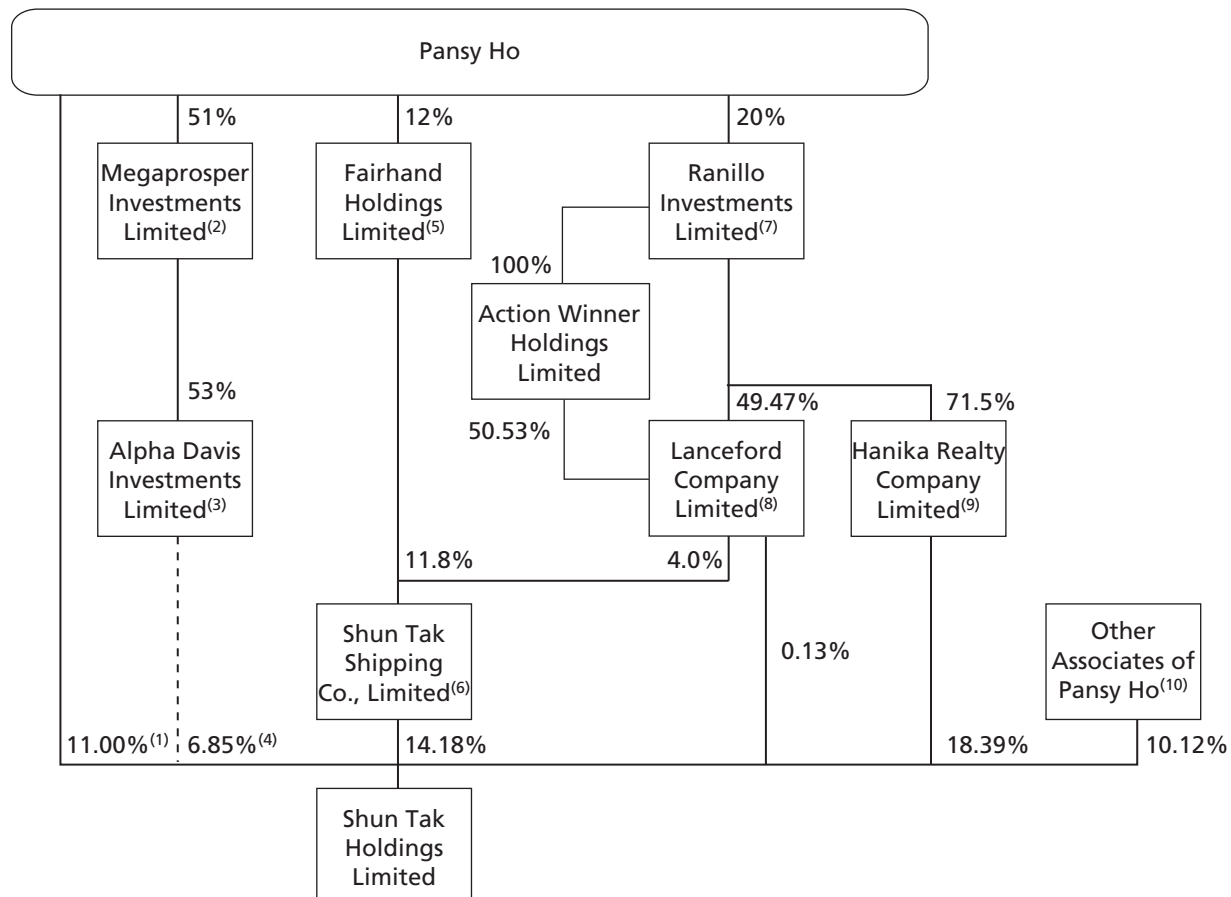 Pansy Ho
51%
12%
20%
Megaprosper
Investments
Limited(2)
Fairhand
Holdings
Limited(5)
Ranillo
Investments
Limited(7)
100%
Action Winner
Holdings
Limited
53%
49.47%
71.5%
50.53%
Alpha Davis
Investments
Limited(3)
Lanceford
Company
Limited(8)
Hanika Realty
Company
Limited(9)
11.8%
4.0%
Shun Tak
Shipping
Co., Limited(6)
0.13%
Other
Associates of
Pansy Ho(10)
11.00%(1)
6.85%(4)
14.18%
18.39%
10.12%
Shun Tak
Holdings
Limited